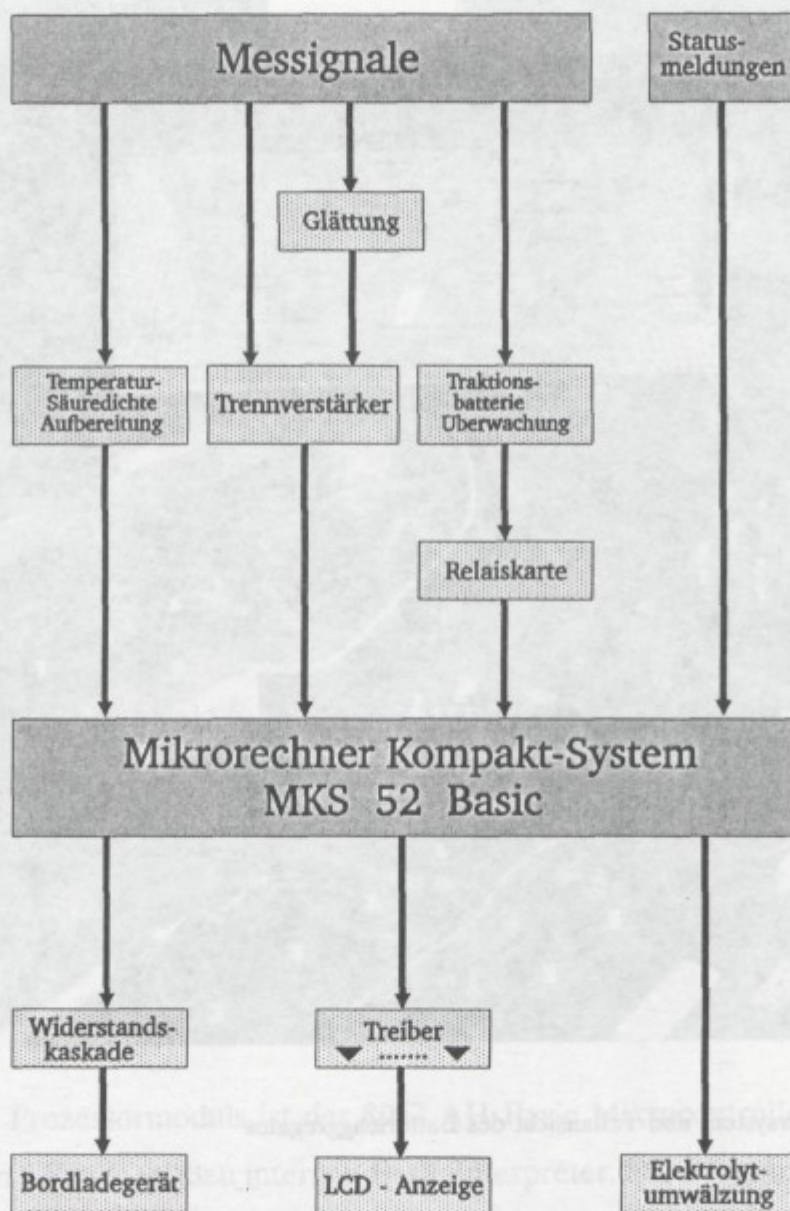 Messignale
Status-
meldungen
Glättung
Temperatur-
Säuredichte
Aufbereitung
Trennverstärker
Traktions-
batterie
Überwachung
Relaiskarte
Mikrorechner Kompakt-System
MKS 52 Basic
Widerstands-
kaskade
Treiber
Bordladegerät
LCD - Anzeige
Elektrolyt-
umwälzung